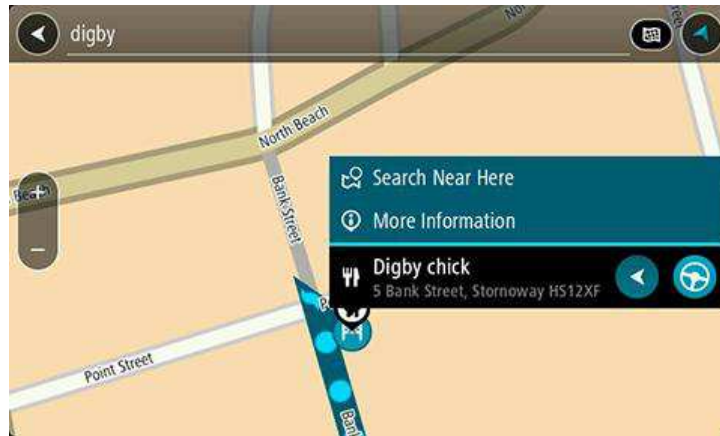 digby
North Beach
Beach
Bank Street
Search Near Here
More Information
Digby chick
5 Bank Street, Stornoway HS12XF
Point Street